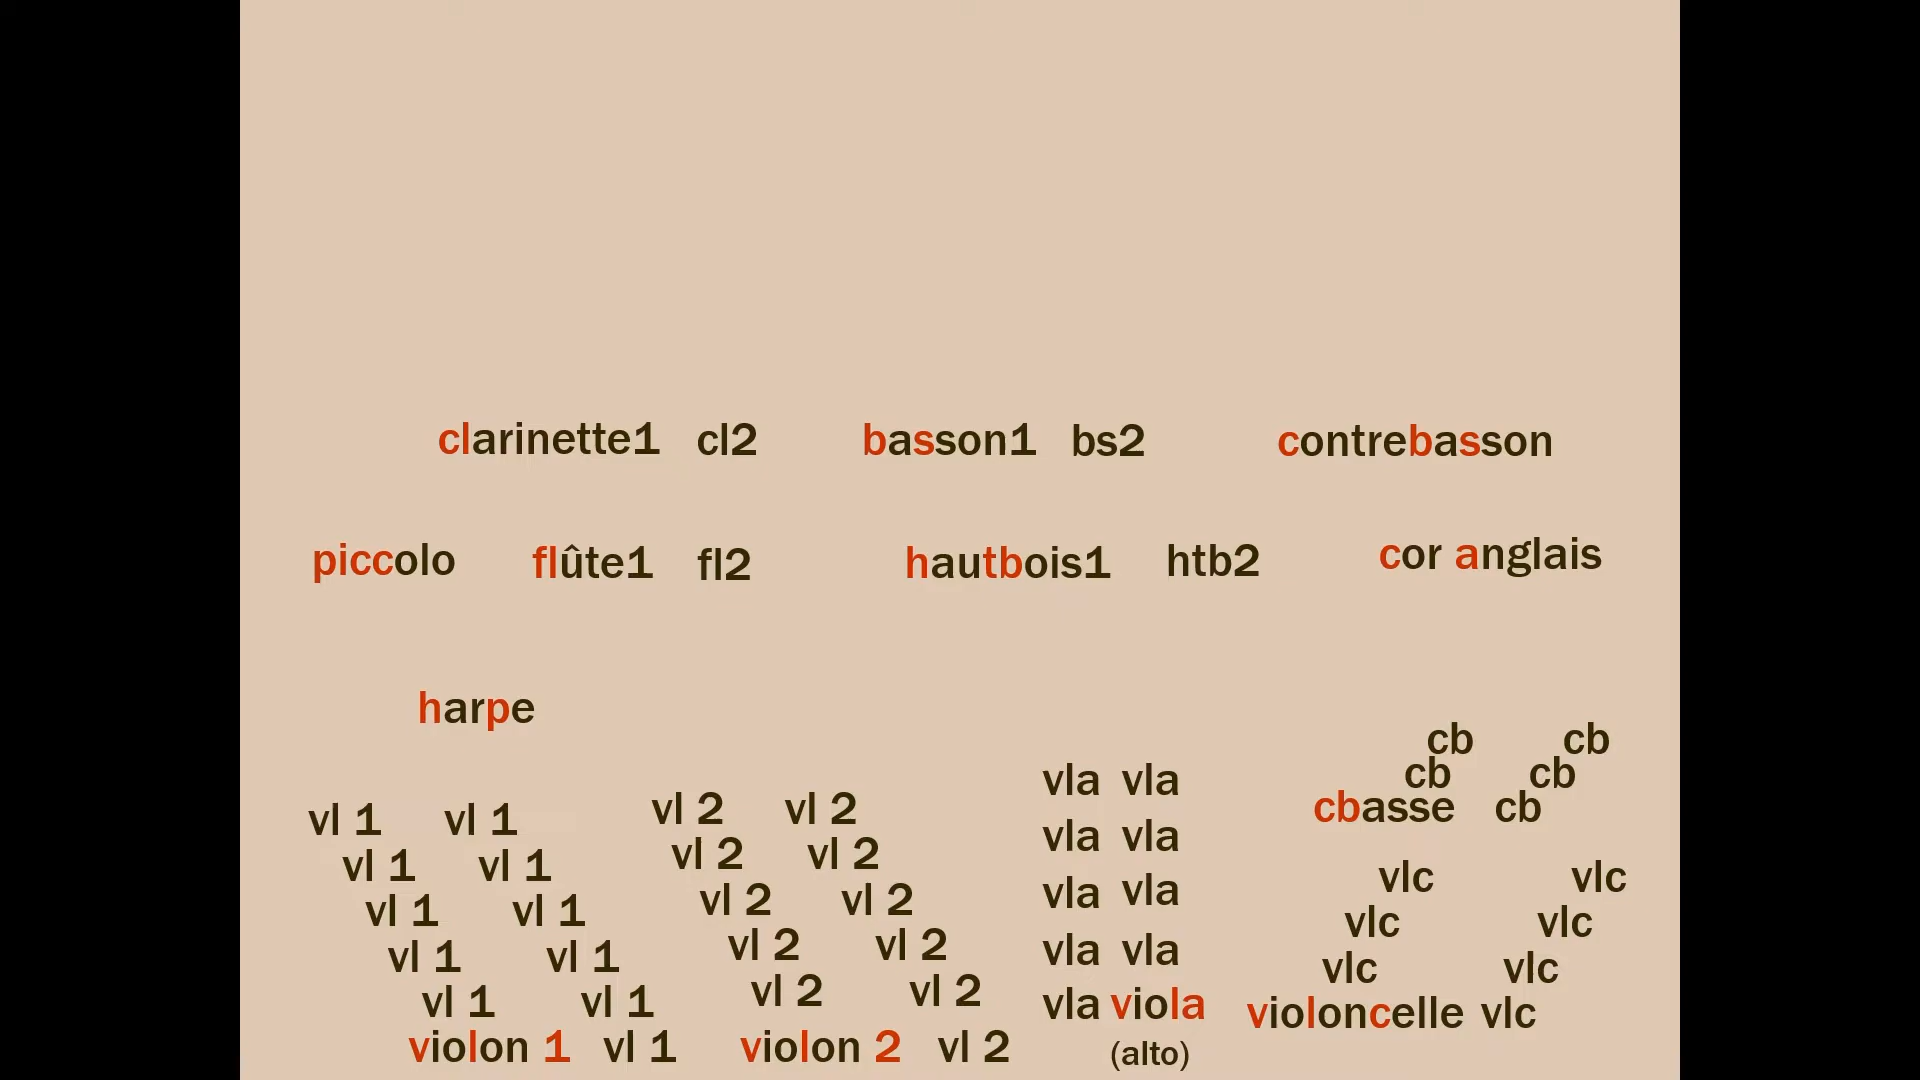 clarinette1 cl2 basson1 bs2 contrebasson
piccolo flûte1 fl2 hautbois1 htb2 cor anglais
harpe
cb cb
cb cb
cbasse cb
vla vla
vl 1 vl 1 vl 2 vl 2
vla vla
vl 1 vl 1 vl 2 vl 2
vlc vlc
vla vla
vl 1 vl 1 vl 2 vl 2
vlc vlc
vla vla
vl 1 vl 1 vl 2 vl 2
vlc vlc
vl 1 vl 1 vl 2 vl 2
vla viola violoncelle vlc
violon 1 vl 1 violon 2 vl 2
(alto)